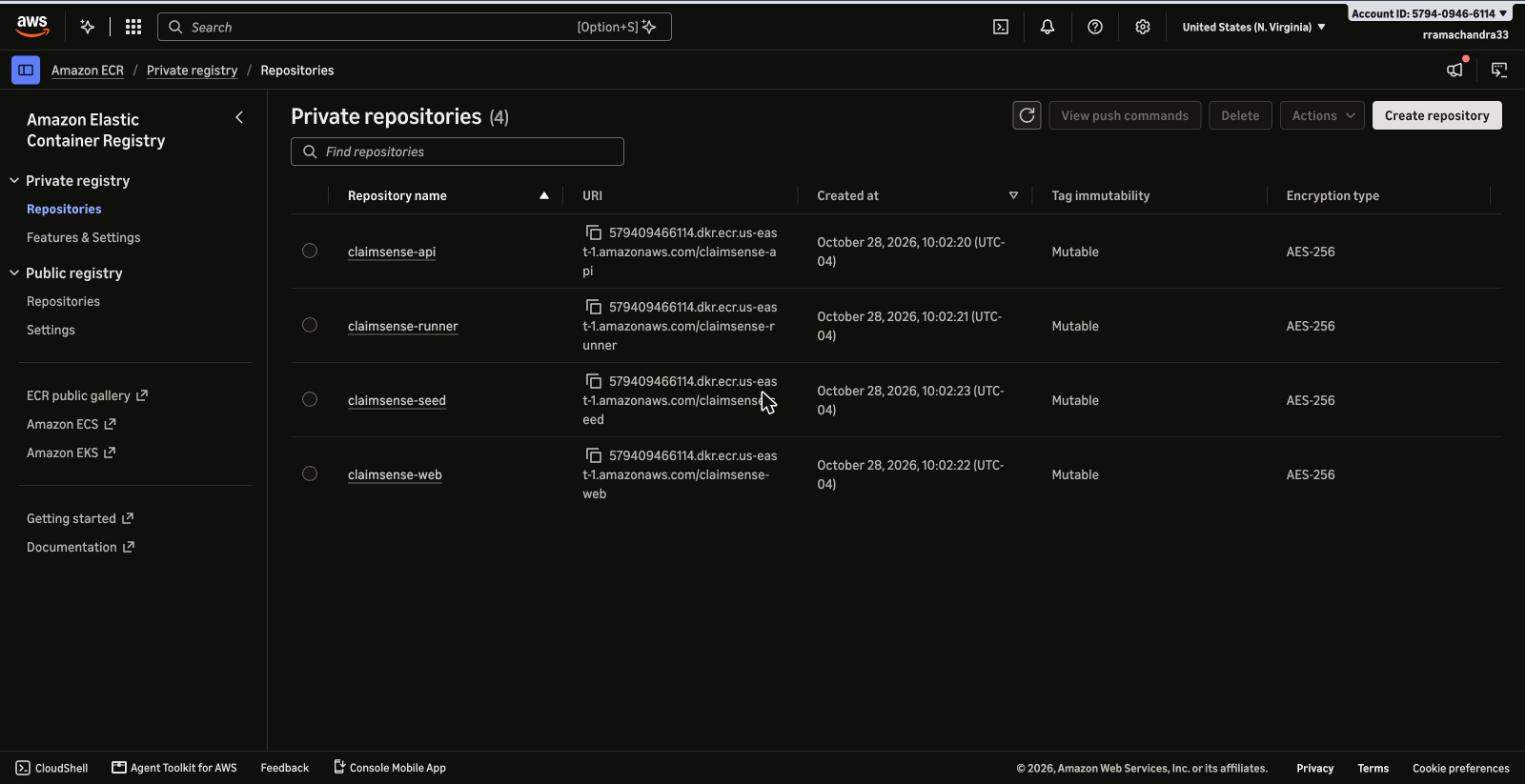 aws
Search [Option+S]
United States (N. Virginia) ▼
Account ID: 5794-0946-6114 ▼
rramachandra33
Amazon ECR / Private registry / Repositories
Amazon Elastic
Container Registry
Private registry
Repositories
Features & Settings
Public registry
Repositories
Settings
ECR public gallery
Amazon ECS
Amazon EKS
Getting started
Documentation
Private repositories (4)
View push commands
Delete
Actions
Create repository
Find repositories
Repository name
URI
Created at
Tag immutability
Encryption type
claimsense-api
579409466114.dkr.ecr.us-eas
t-1.amazonaws.com/claimsense-a
pi
October 28, 2026, 10:02:20 (UTC-
04)
Mutable
AES-256
claimsense-runner
579409466114.dkr.ecr.us-eas
t-1.amazonaws.com/claimsense-r
unner
October 28, 2026, 10:02:21 (UTC-
04)
Mutable
AES-256
claimsense-seed
579409466114.dkr.ecr.us-eas
t-1.amazonaws.com/claimsense
eed
October 28, 2026, 10:02:23 (UTC-
04)
Mutable
AES-256
claimsense-web
579409466114.dkr.ecr.us-eas
t-1.amazonaws.com/claimsense-
web
October 28, 2026, 10:02:22 (UTC-
04)
Mutable
AES-256
CloudShell
Agent Toolkit for AWS
Feedback
Console Mobile App
© 2026, Amazon Web Services, Inc. or its affiliates.
Privacy
Terms
Cookie preferences